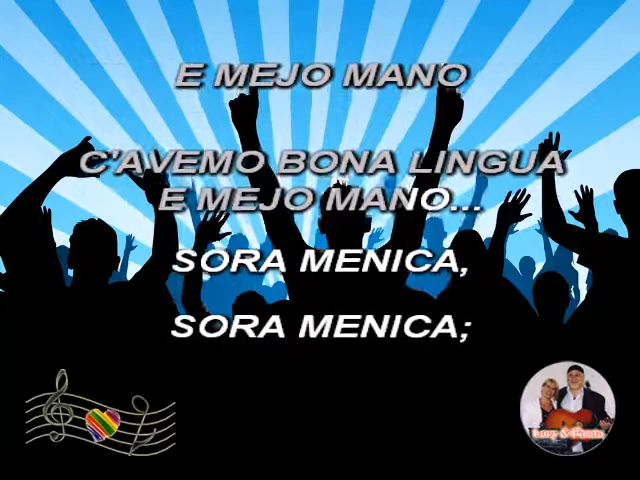 E MEJO MANO
C'AVEMO BONA LINGUA
E MEJO MANO...
SORA MENICA,
SORA MENICA;